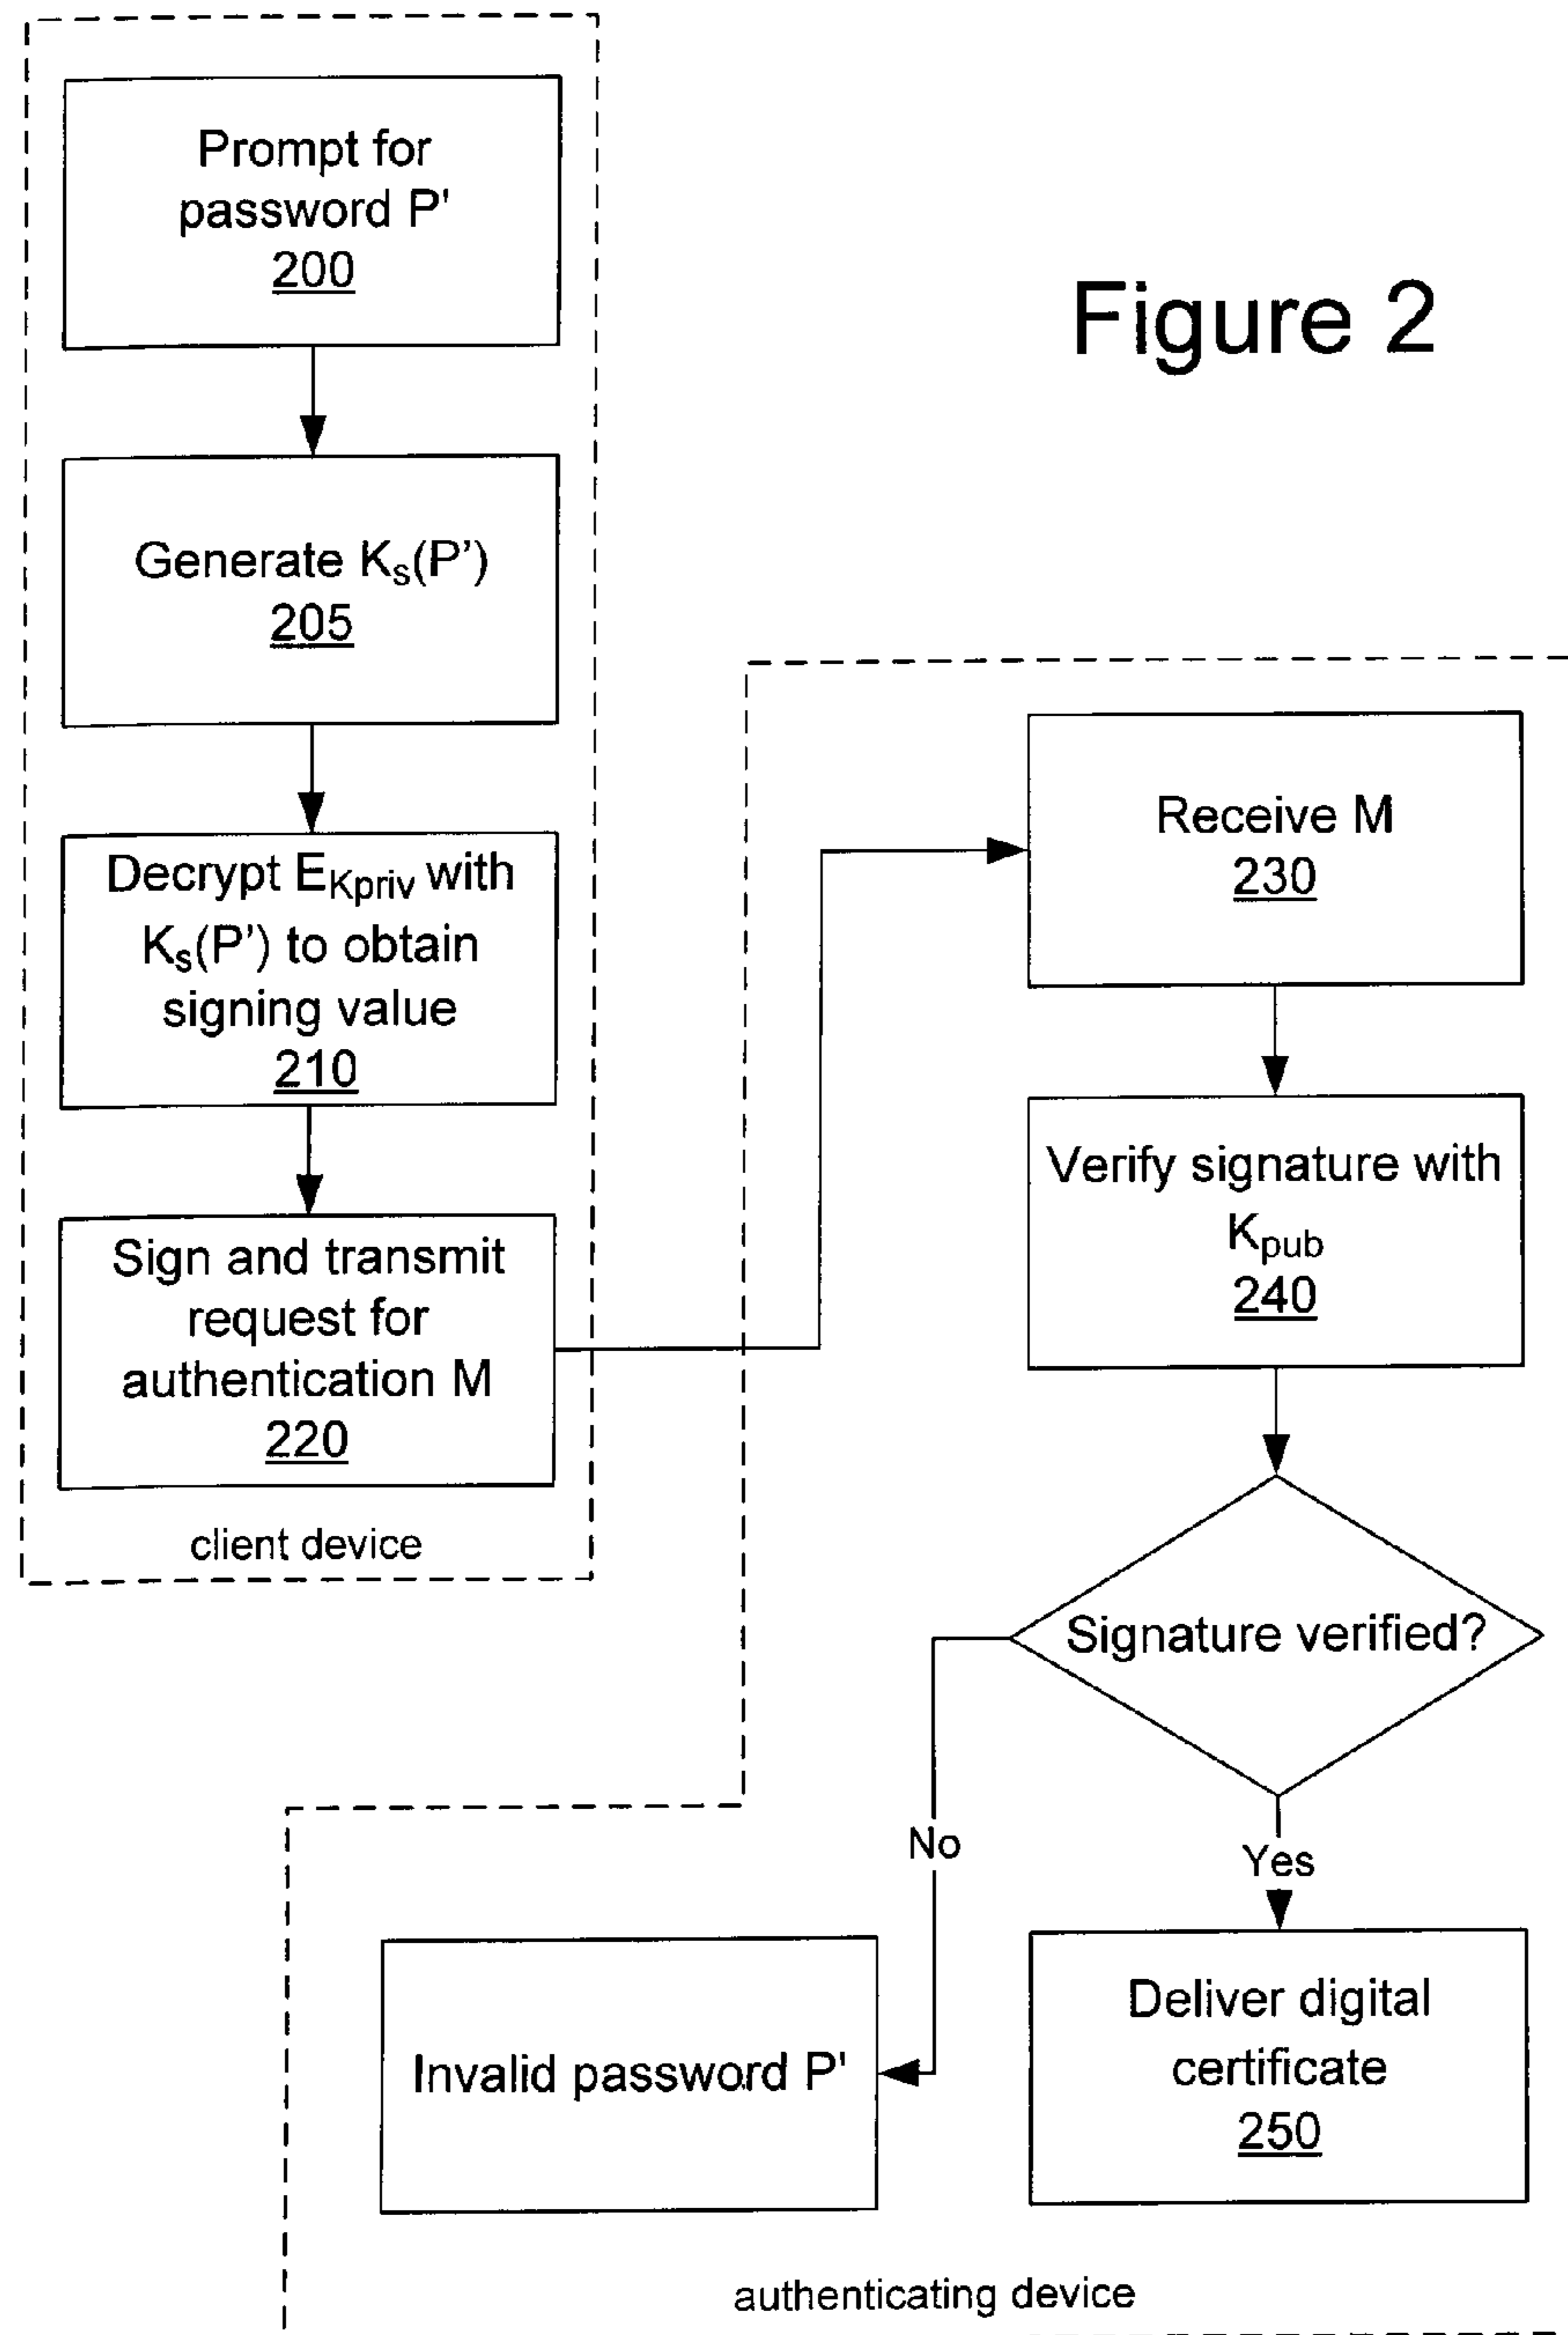 Figure 2
Prompt for
password P'
200
Generate Ks(P’)
205
Decrypt EKpriv with
Ks(P’) to obtain
signing value
210
Sign and transmit
request for
authentication M
220
client device
Receive M
230
Verify signature with
Kpub
240
Signature verified?
No
Yes
Invalid password P'
Deliver digital
certificate
250
authenticating device